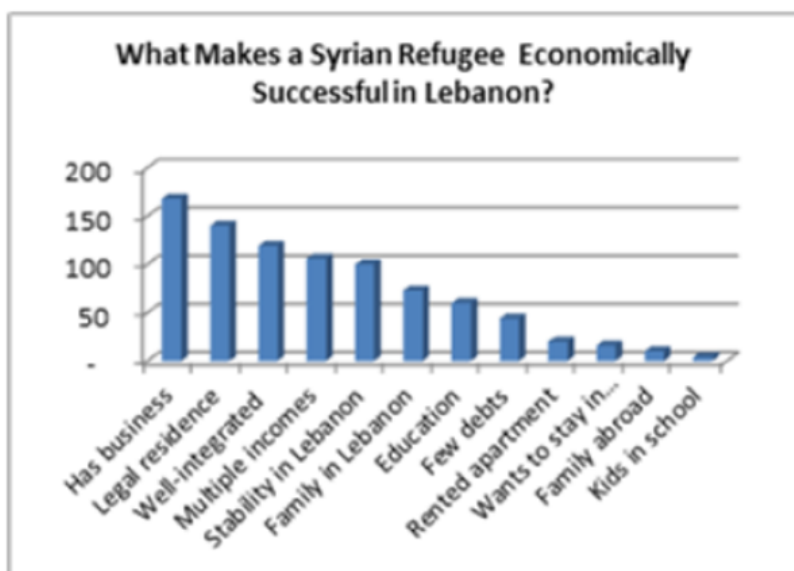 What Makes a Syrian Refugee Economically
Successful in Lebanon?
200
150
100
50
-
Has business
Legal residence
Well-integrated
Multiple incomes
Stability in Lebanon
Family in Lebanon
Education
Few debts
Rented apartment
Wants to stay in...
Family abroad
Kids in school